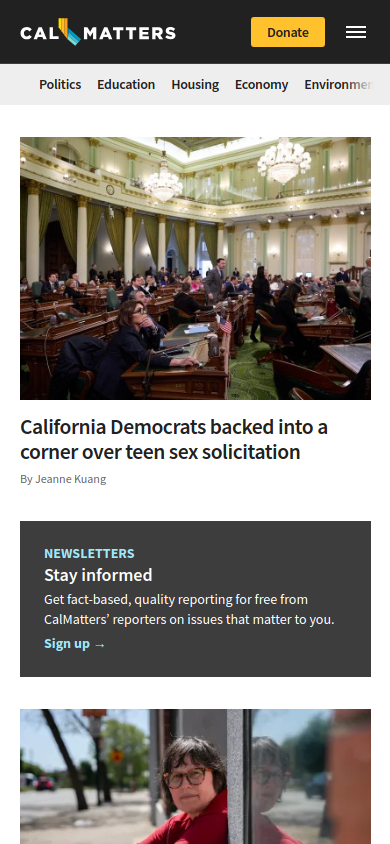 CALMATTERS
Donate
Politics Education Housing Economy Environmen
California Democrats backed into a
corner over teen sex solicitation
By Jeanne Kuang
NEWSLETTERS
Stay informed
Get fact-based, quality reporting for free from
CalMatters’ reporters on issues that matter to you.
Sign up →